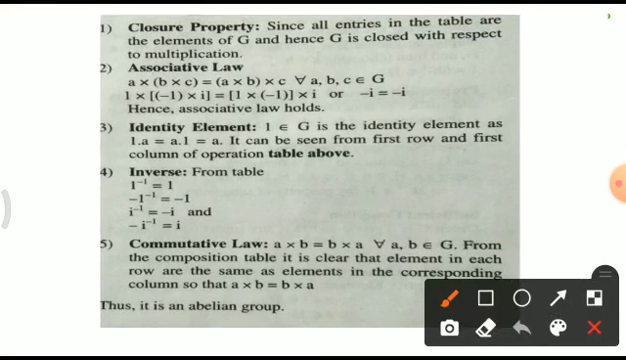 1) Closure Property: Since all entries in the table are
the elements of G and hence G is closed with respect
to multiplication.
2) Associative Law
a × (b × c) = (a × b) × c ∀ a, b, c ∈ G
1 × [(−1) × i] = [1 × (−1)] × i or −i = −i
Hence, associative law holds.
3) Identity Element: 1 ∈ G is the identity element as
1.a = a.1 = a. It can be seen from first row and first
column of operation table above.
4) Inverse: From table
1⁻¹ = 1
−1⁻¹ = −1
i⁻¹ = −i and
− i⁻¹ = i
5) Commutative Law: a × b = b × a ∀ a, b ∈ G. From
the composition table it is clear that element in each
row are the same as elements in the corresponding
column so that a × b = b × a
Thus, it is an abelian group.